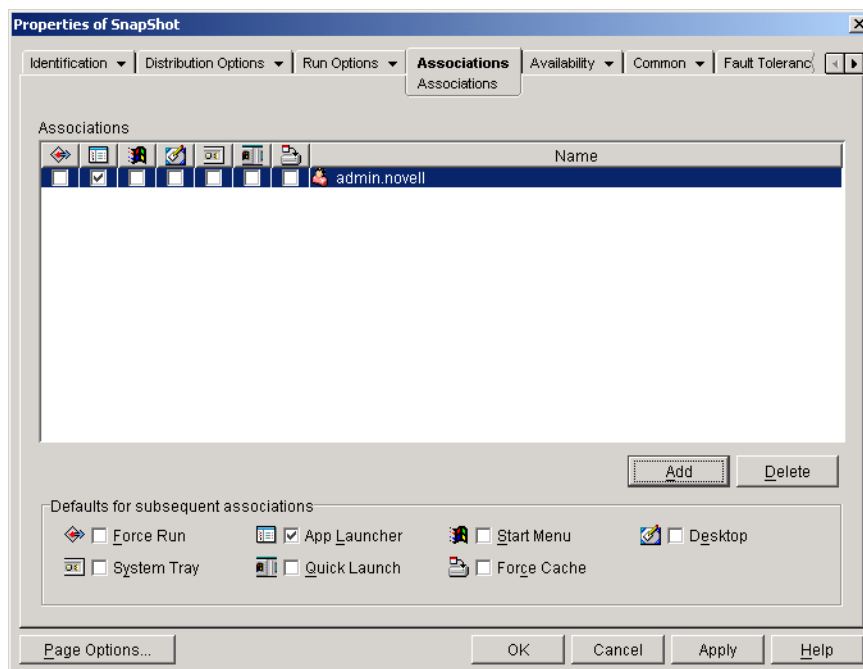 Properties of SnapShot
Identification Distribution Options Run Options Associations Availability Common Fault Toleranc
Associations
Associations
Name
admin.novell
Add Delete
Defaults for subsequent associations
Force Run App Launcher Start Menu Desktop
System Tray Quick Launch Force Cache
Page Options... OK Cancel Apply Help